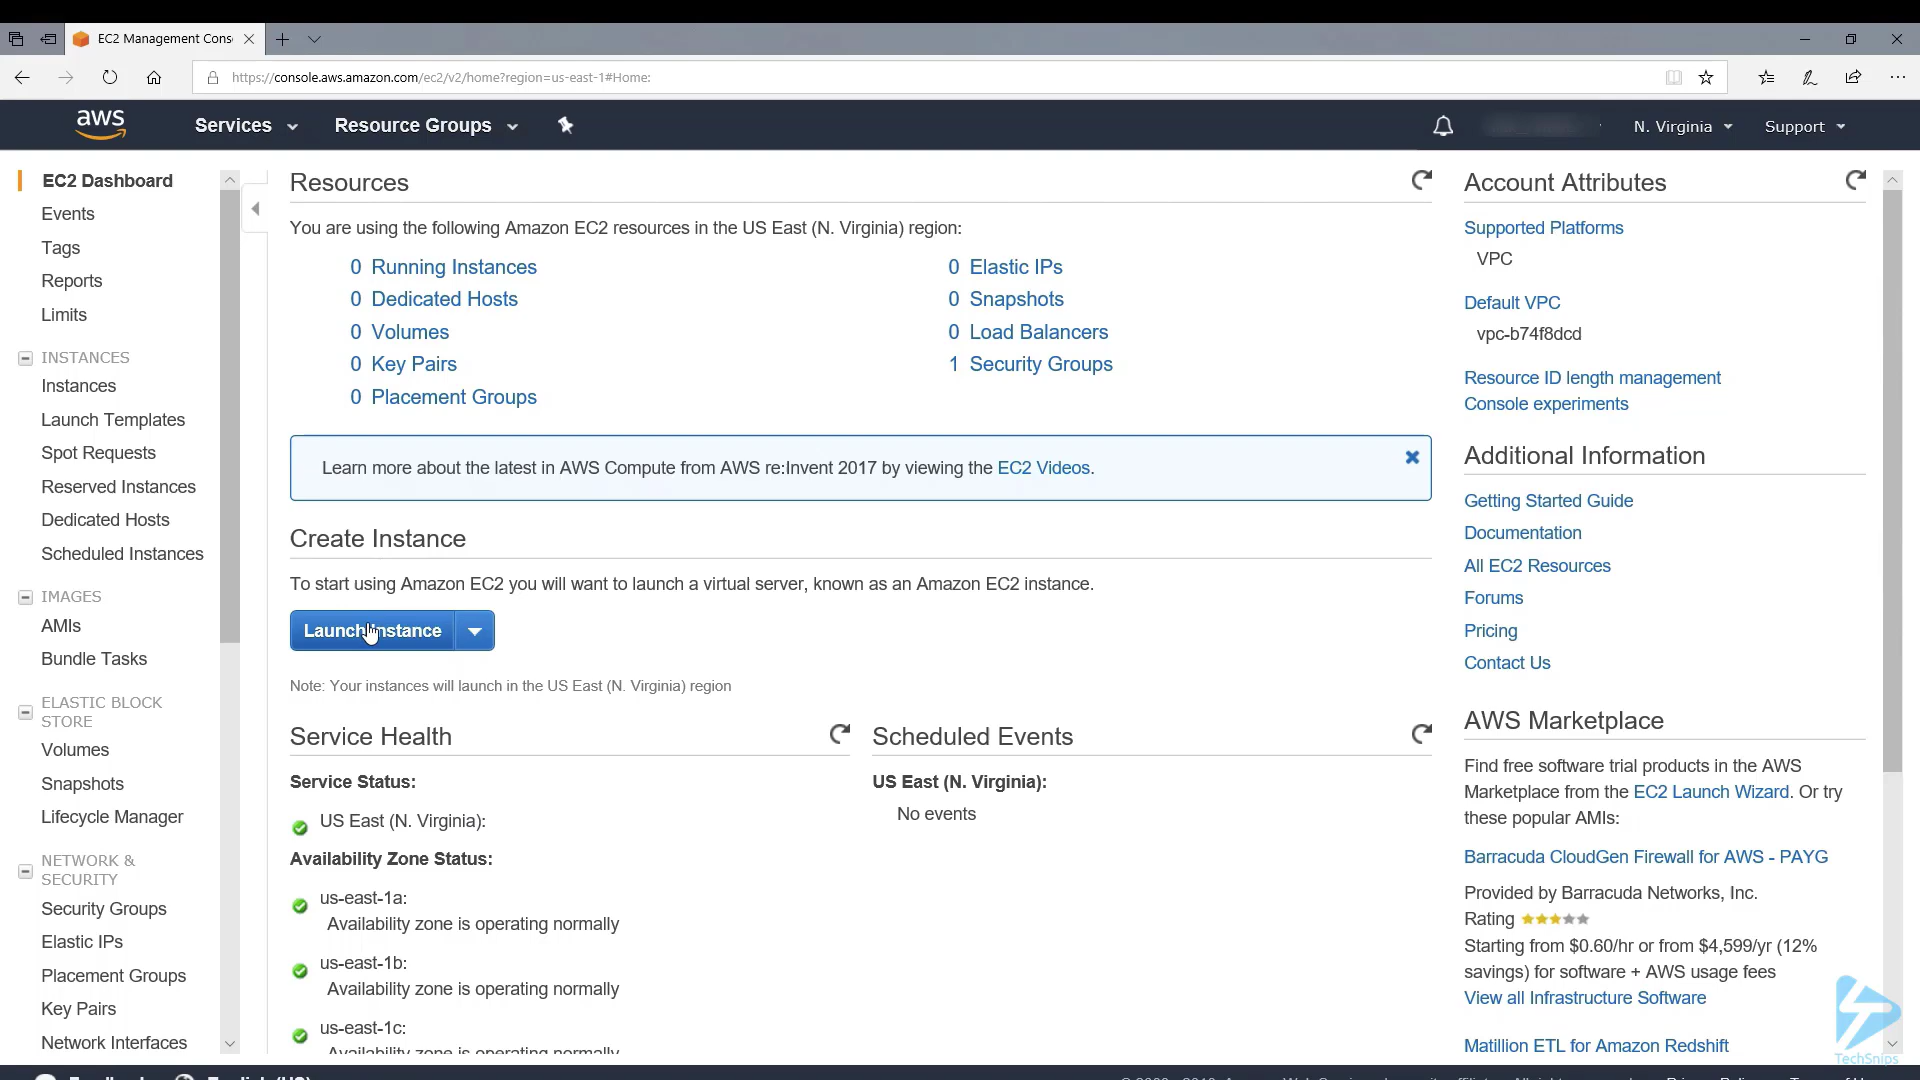 EC2 Management Cons
https://console.aws.amazon.com/ec2/v2/home?region=us-east-1#Home:
aws
Services
Resource Groups
N. Virginia
Support
EC2 Dashboard
Events
Tags
Reports
Limits
INSTANCES
Instances
Launch Templates
Spot Requests
Reserved Instances
Dedicated Hosts
Scheduled Instances
IMAGES
AMIs
Bundle Tasks
ELASTIC BLOCK
STORE
Volumes
Snapshots
Lifecycle Manager
NETWORK &
SECURITY
Security Groups
Elastic IPs
Placement Groups
Key Pairs
Network Interfaces
Resources
You are using the following Amazon EC2 resources in the US East (N. Virginia) region:
0 Running Instances
0 Dedicated Hosts
0 Volumes
0 Key Pairs
0 Placement Groups
0 Elastic IPs
0 Snapshots
0 Load Balancers
1 Security Groups
Learn more about the latest in AWS Compute from AWS re:Invent 2017 by viewing the EC2 Videos.
Create Instance
To start using Amazon EC2 you will want to launch a virtual server, known as an Amazon EC2 instance.
Launch Instance
Note: Your instances will launch in the US East (N. Virginia) region
Service Health
Service Status:
US East (N. Virginia):
Availability Zone Status:
us-east-1a:
Availability zone is operating normally
us-east-1b:
Availability zone is operating normally
us-east-1c:
Availability zone is operating normally
Scheduled Events
US East (N. Virginia):
No events
Account Attributes
Supported Platforms
VPC
Default VPC
vpc-b74f8dcd
Resource ID length management
Console experiments
Additional Information
Getting Started Guide
Documentation
All EC2 Resources
Forums
Pricing
Contact Us
AWS Marketplace
Find free software trial products in the AWS
Marketplace from the EC2 Launch Wizard. Or try
these popular AMIs:
Barracuda CloudGen Firewall for AWS - PAYG
Provided by Barracuda Networks, Inc.
Rating
Starting from $0.60/hr or from $4,599/yr (12%
savings) for software + AWS usage fees
View all Infrastructure Software
Matillion ETL for Amazon Redshift
TechSnips